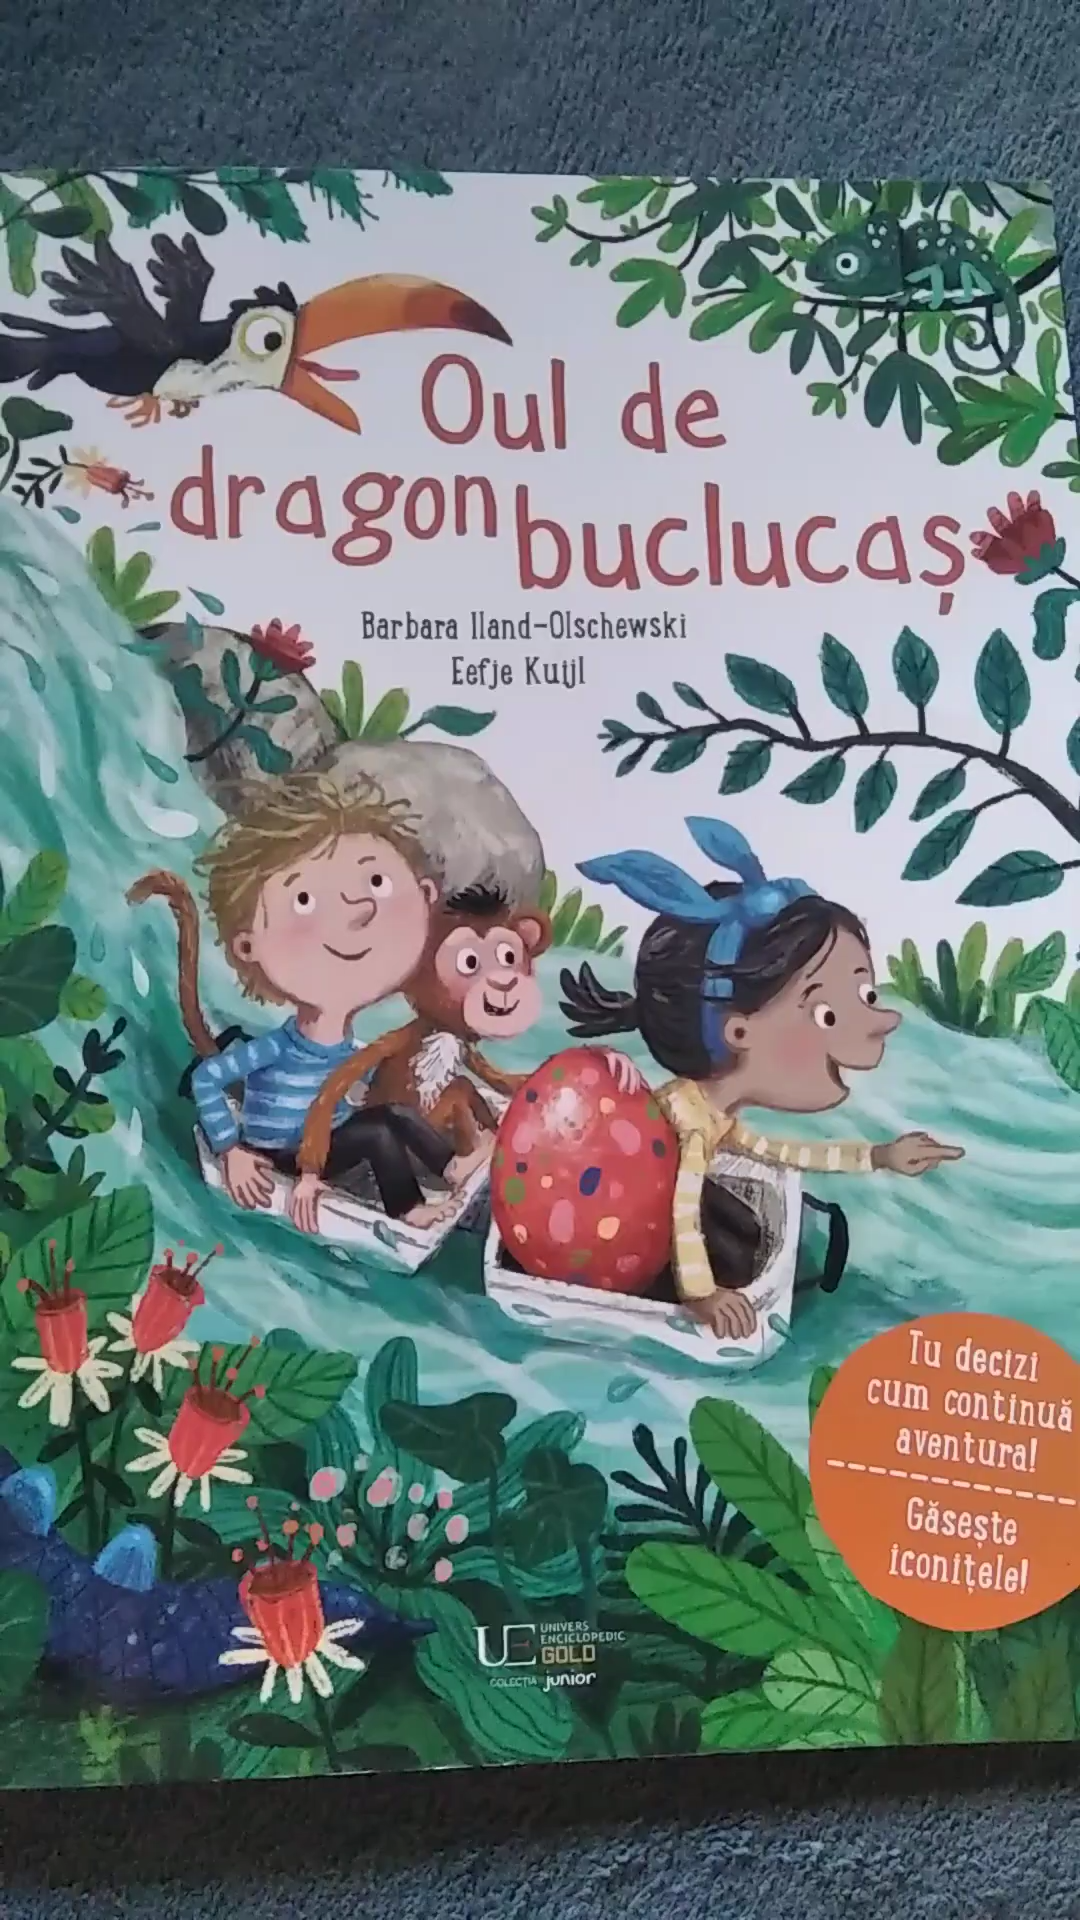 Oul de
dragon buclucaș
Barbara Iland-Olschewski
Eefje Kuijl
Tu decizi
cum continuă
aventura!
Găsește
iconițele!
UE UNIVERS
ENCICLOPEDIC
GOLD
COLECȚIA junior